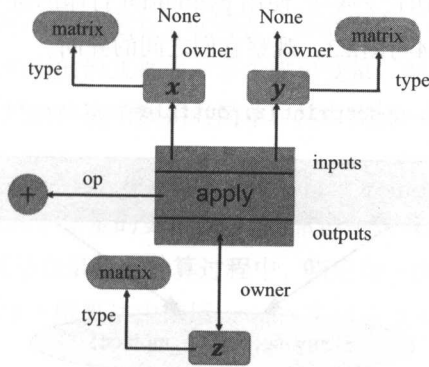 None
None
matrix
owner
owner
matrix
type
x
y
type
inputs
op
apply
+
outputs
matrix
owner
type
z